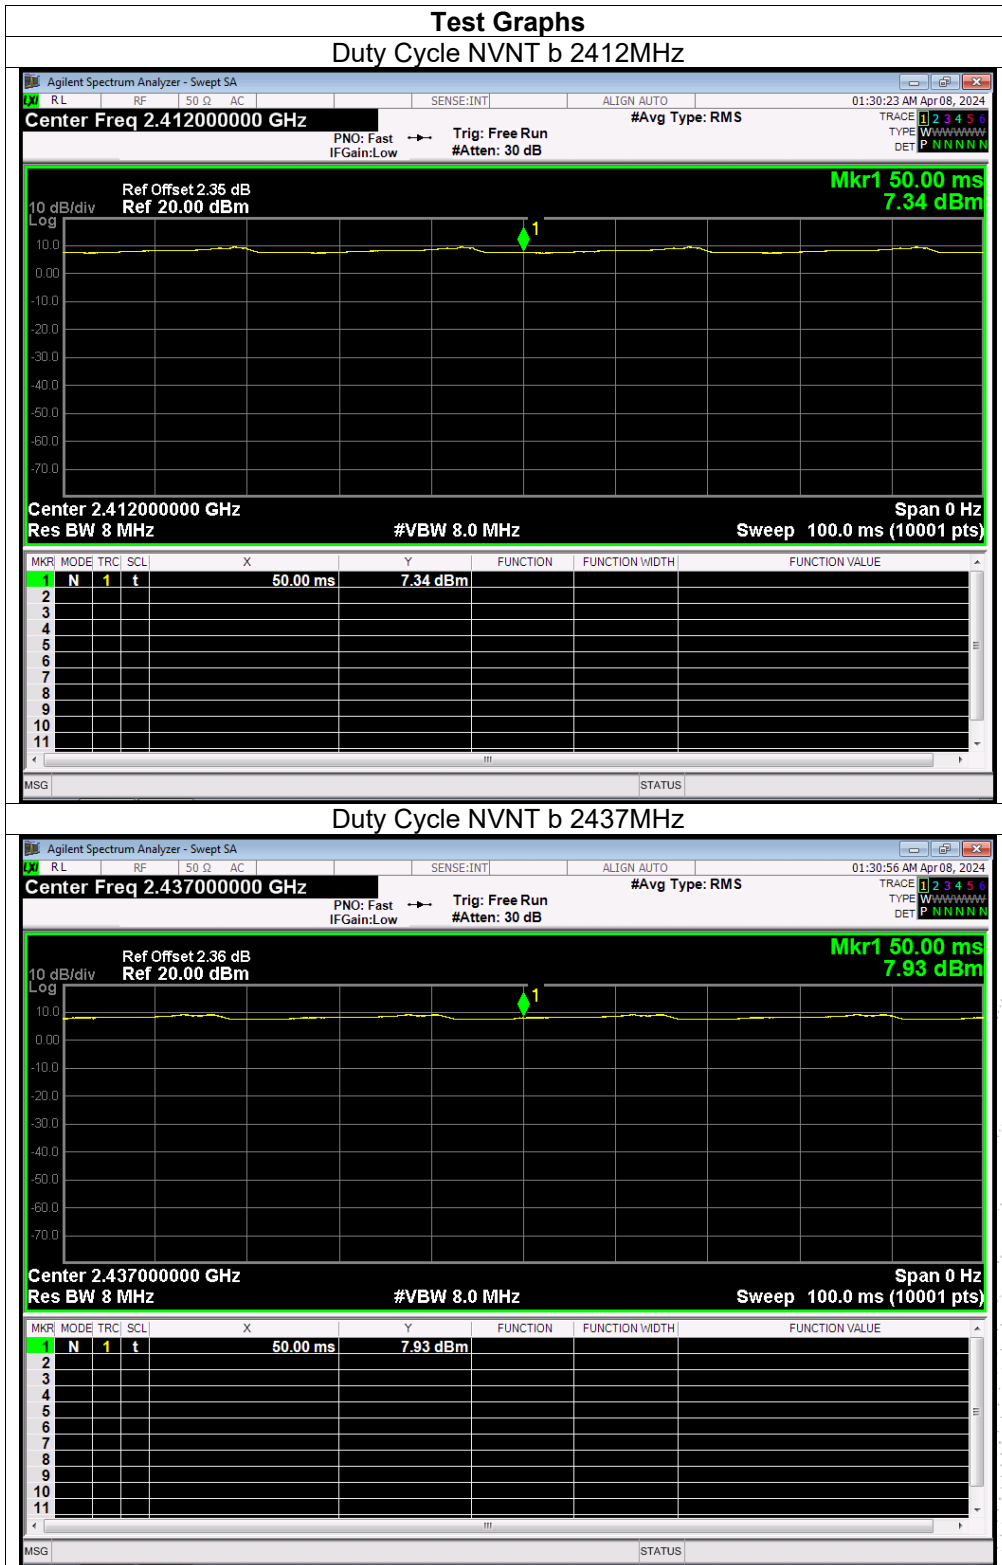 Test Graphs
Duty Cycle NVNT b 2412MHz
Agilent Spectrum Analyzer - Swept SA
LXI RL RF 50 Ω AC SENSE:INT ALIGN AUTO 01:30:23 AM Apr 08, 2024
Center Freq 2.412000000 GHz #Avg Type: RMS TRACE 1 2 3 4 5 6
PNO: Fast Trig: Free Run TYPE WWWWWW
IFGain:Low #Atten: 30 dB DET P N N N N N
Mkr1 50.00 ms
Ref Offset 2.35 dB
10 dB/div Ref 20.00 dBm 7.34 dBm
Log
1
10.0
0.00
-10.0
-20.0
-30.0
-40.0
-50.0
-60.0
-70.0
Center 2.412000000 GHz Span 0 Hz
Res BW 8 MHz #VBW 8.0 MHz Sweep 100.0 ms (10001 pts)
MKR MODE TRC SCL X Y FUNCTION FUNCTION WIDTH FUNCTION VALUE
1 N 1 t 50.00 ms 7.34 dBm
2
3
4
5
6
7
8
9
10
11
MSG STATUS
Duty Cycle NVNT b 2437MHz
Agilent Spectrum Analyzer - Swept SA
LXI RL RF 50 Ω AC SENSE:INT ALIGN AUTO 01:30:56 AM Apr 08, 2024
Center Freq 2.437000000 GHz #Avg Type: RMS TRACE 1 2 3 4 5 6
PNO: Fast Trig: Free Run TYPE WWWWWW
IFGain:Low #Atten: 30 dB DET P N N N N N
Mkr1 50.00 ms
Ref Offset 2.36 dB
10 dB/div Ref 20.00 dBm 7.93 dBm
Log
1
10.0
0.00
-10.0
-20.0
-30.0
-40.0
-50.0
-60.0
-70.0
Center 2.437000000 GHz Span 0 Hz
Res BW 8 MHz #VBW 8.0 MHz Sweep 100.0 ms (10001 pts)
MKR MODE TRC SCL X Y FUNCTION FUNCTION WIDTH FUNCTION VALUE
1 N 1 t 50.00 ms 7.93 dBm
2
3
4
5
6
7
8
9
10
11
MSG STATUS